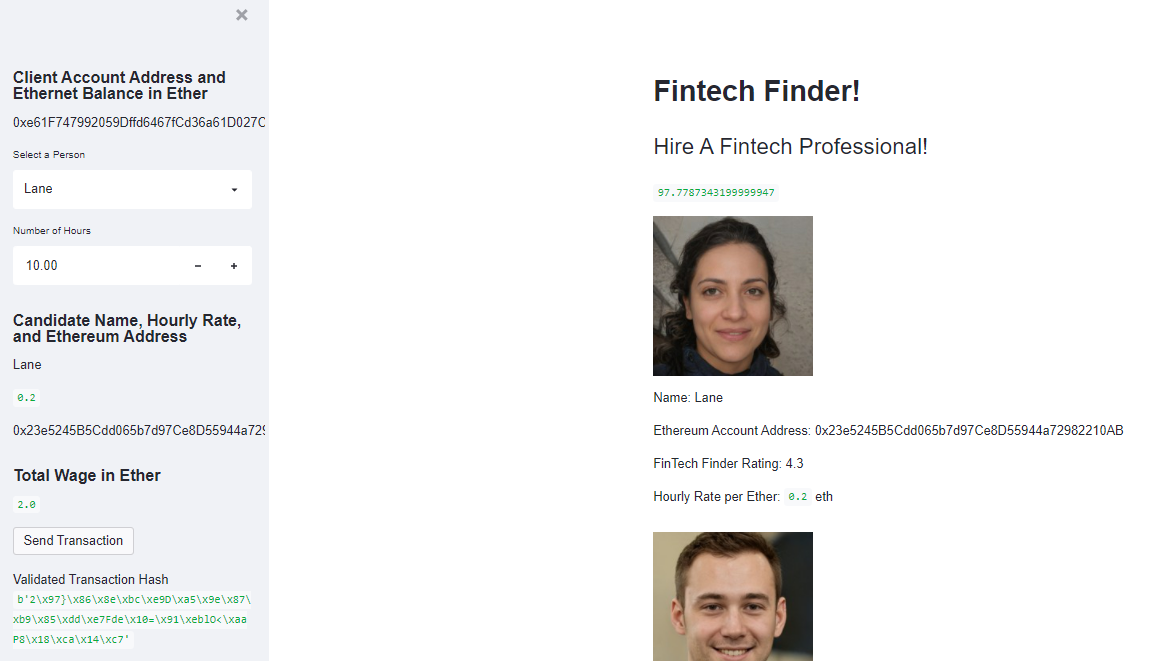 Client Account Address and
Ethernet Balance in Ether
0xe61F747992059Dffd6467fCd36a61D027C
Select a Person
Lane
Number of Hours
10.00
Candidate Name, Hourly Rate,
and Ethereum Address
Lane
0.2
0x23e5245B5Cdd065b7d97Ce8D55944a729
Total Wage in Ether
2.0
Send Transaction
Validated Transaction Hash
b'2\x97}\x86\x8e\xbc\xe9D\xa5\x9e\x87\
xb9\x85\xdd\xe7Fde\x10=\x91\xeblO<\xaa
P8\x18\xca\x14\xc7'
Fintech Finder!
Hire A Fintech Professional!
97.7787343199999947
Name: Lane
Ethereum Account Address: 0x23e5245B5Cdd065b7d97Ce8D55944a72982210AB
FinTech Finder Rating: 4.3
Hourly Rate per Ether: 0.2 eth